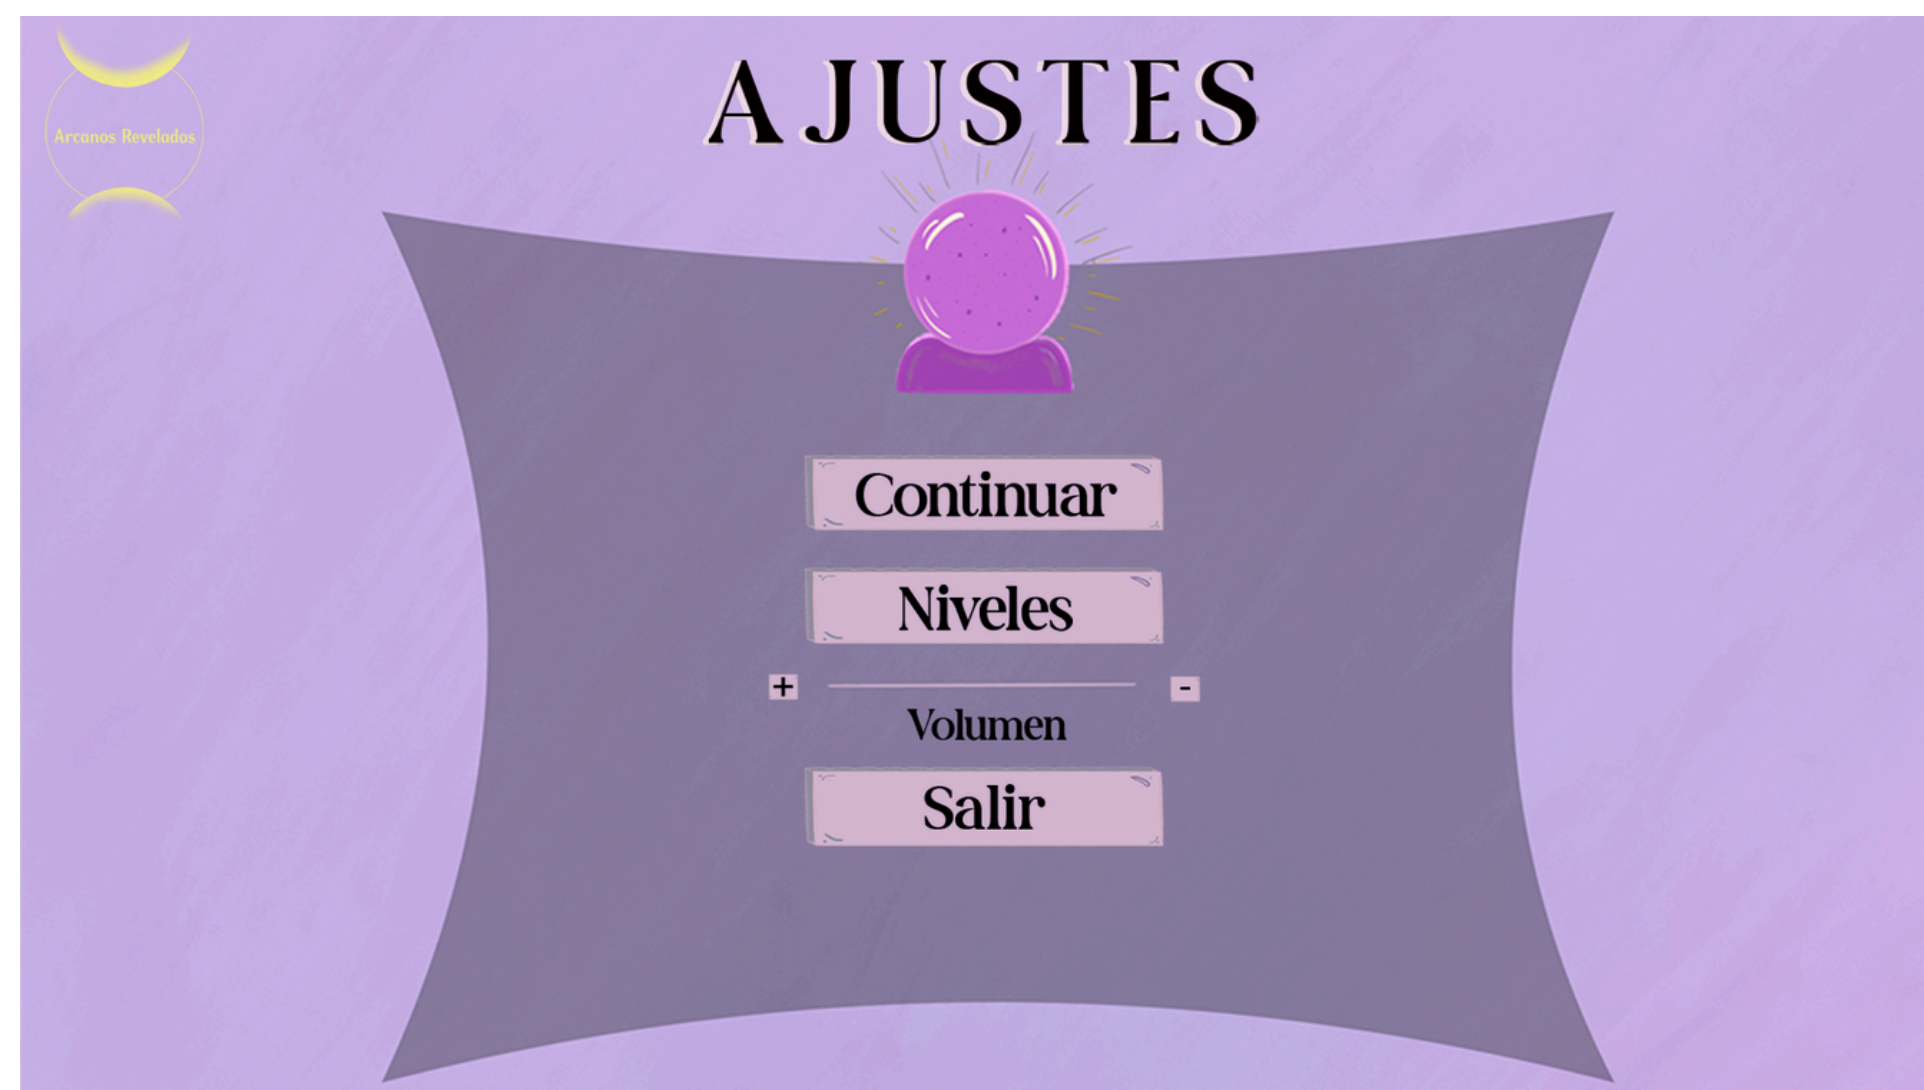 AJUSTES
Arcanos Revelados
Continuar
Niveles
+ -
Volumen
Salir